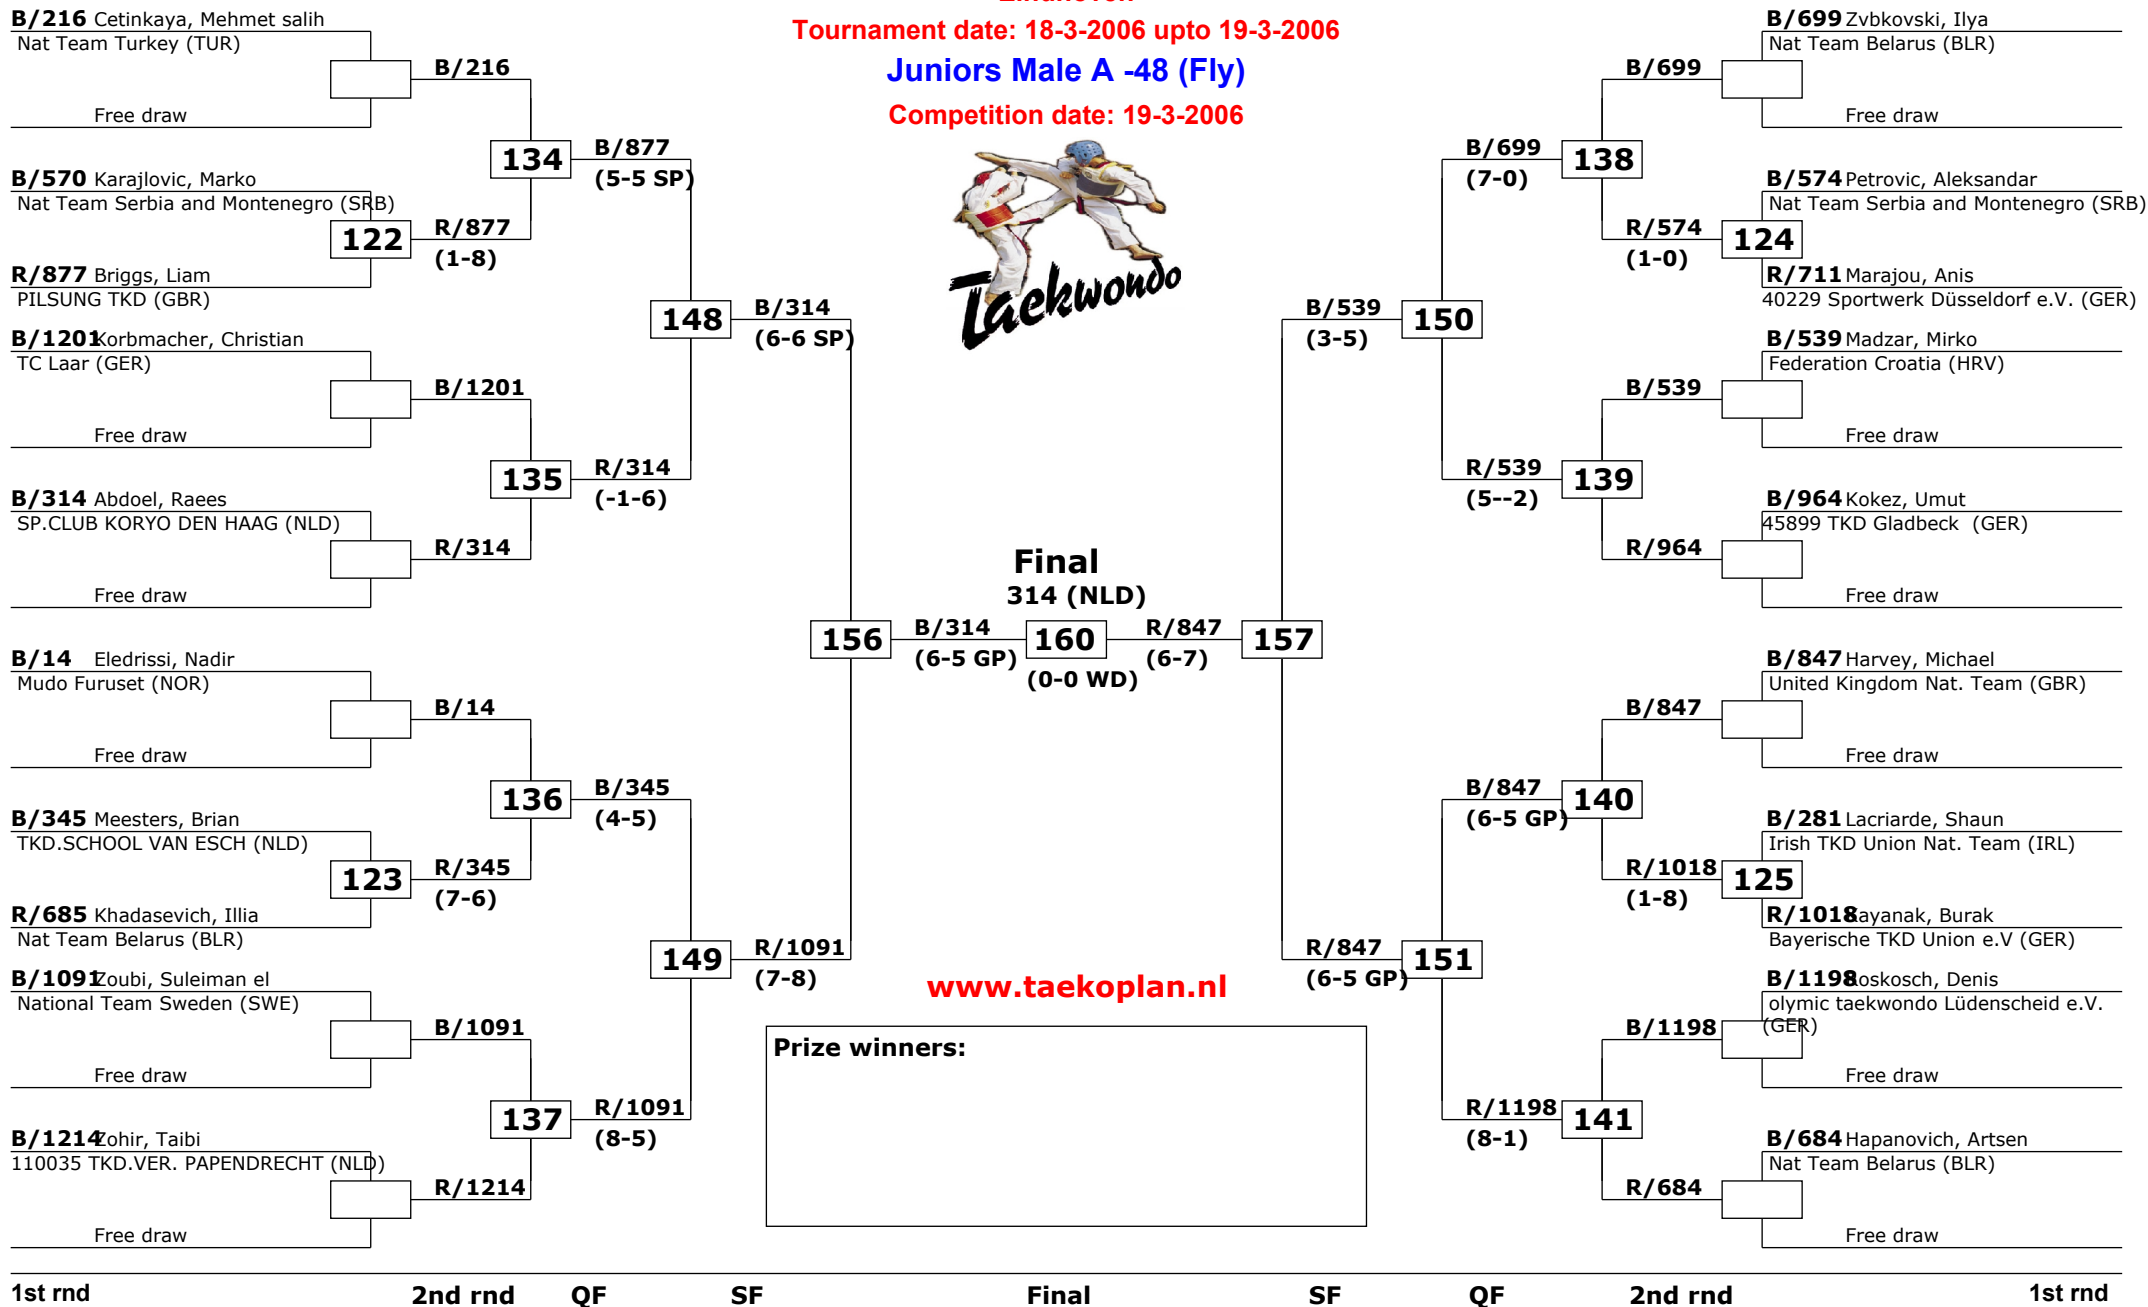 Tournament date: 18-3-2006 upto 19-3-2006
Juniors Male A -48 (Fly)
Competition date: 19-3-2006
Taekwondo
B/216 Cetinkaya, Mehmet salih
Nat Team Turkey (TUR)
B/216
Free draw
134
B/877
(5-5 SP)
B/570 Karajlovic, Marko
Nat Team Serbia and Montenegro (SRB)
122
R/877
(1-8)
R/877 Briggs, Liam
PILSUNG TKD (GBR)
148
B/314
(6-6 SP)
B/1201 Korbmacher, Christian
TC Laar (GER)
B/1201
Free draw
135
R/314
(-1-6)
B/314 Abdoel, Raees
SP.CLUB KORYO DEN HAAG (NLD)
R/314
Free draw
156
B/314
(6-5 GP)
B/14 Eledrissi, Nadir
Mudo Furuset (NOR)
B/14
Free draw
136
B/345
(4-5)
B/345 Meesters, Brian
TKD.SCHOOL VAN ESCH (NLD)
123
R/345
(7-6)
R/685 Khadasevich, Illia
Nat Team Belarus (BLR)
149
R/1091
(7-8)
B/1091 Zoubi, Suleiman el
National Team Sweden (SWE)
B/1091
Free draw
137
R/1091
(8-5)
B/1214 Zohir, Taibi
110035 TKD.VER. PAPENDRECHT (NLD)
R/1214
Free draw
Final
314 (NLD)
160
(0-0 WD)
R/847
(6-7)
157
www.taekoplan.nl
Prize winners:
B/699 Zvbkovski, Ilya
Nat Team Belarus (BLR)
B/699
Free draw
B/699
(7-0)
138
B/574 Petrovic, Aleksandar
Nat Team Serbia and Montenegro (SRB)
R/574
(1-0)
124
R/711 Marajou, Anis
40229 Sportwerk Düsseldorf e.V. (GER)
B/539
(3-5)
150
B/539 Madzar, Mirko
Federation Croatia (HRV)
B/539
Free draw
R/539
(5--2)
139
B/964 Kokez, Umut
45899 TKD Gladbeck (GER)
R/964
Free draw
B/847 Harvey, Michael
United Kingdom Nat. Team (GBR)
B/847
Free draw
B/847
(6-5 GP)
140
B/281 Lacriarde, Shaun
Irish TKD Union Nat. Team (IRL)
R/1018
(1-8)
125
R/1018 Kayanak, Burak
Bayerische TKD Union e.V (GER)
R/847
(6-5 GP)
151
B/1198 Koskosch, Denis
olymic taekwondo Lüdenscheid e.V.
(GER)
B/1198
Free draw
R/1198
(8-1)
141
B/684 Hapanovich, Artsen
Nat Team Belarus (BLR)
R/684
Free draw
1st rnd 2nd rnd QF SF Final SF QF 2nd rnd 1st rnd